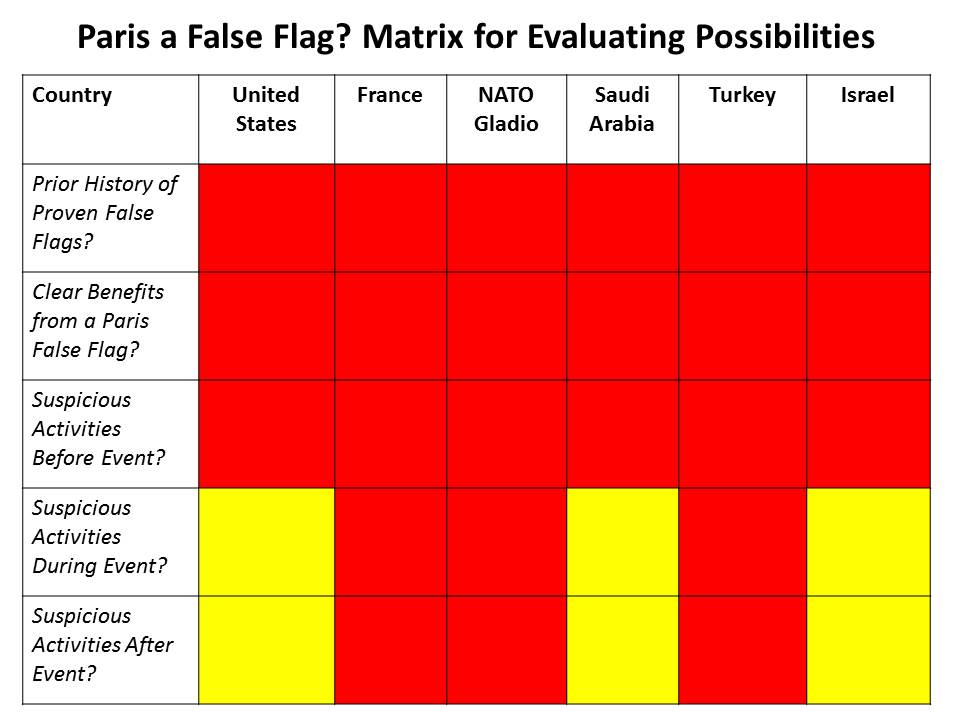 Paris a False Flag? Matrix for Evaluating Possibilities
Country
United
States
France
NATO
Gladio
Saudi
Arabia
Turkey
Israel
Prior History of
Proven False
Flags?
Clear Benefits
from a Paris
False Flag?
Suspicious
Activities
Before Event?
Suspicious
Activities
During Event?
Suspicious
Activities After
Event?